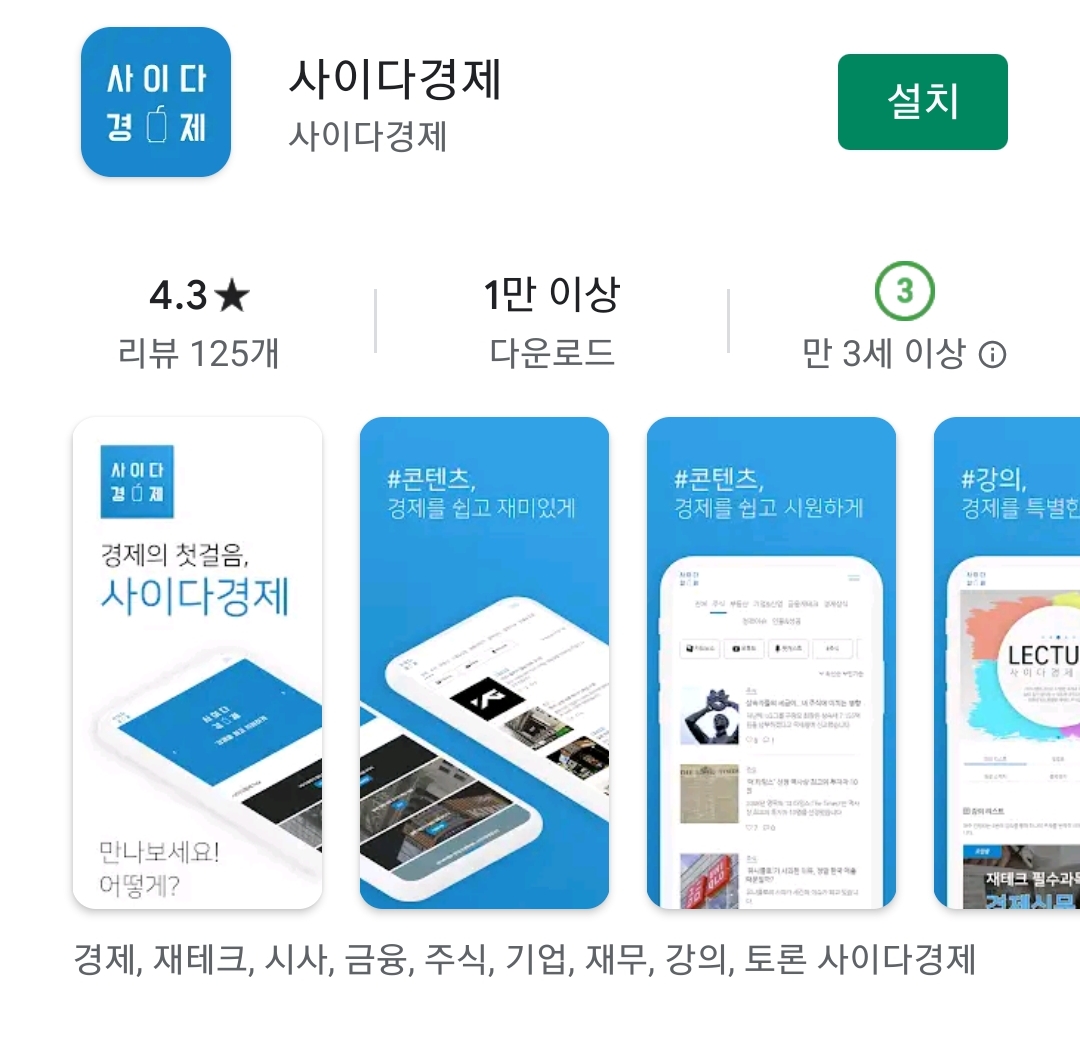 사이다
경제
사이다경제
사이다경제
설치
4.3★
리뷰 125개
1만 이상
다운로드
3
만 3세 이상
사이다
경제
경제의 첫걸음,
사이다경제
만나보세요!
어떻게?
#콘텐츠,
경제를 쉽고 재미있게
#콘텐츠,
경제를 쉽고 시원하게
#강의,
경제를 특별한
LECTU
사이다경제
재테크 필수과목
경제신문
경제, 재테크, 시사, 금융, 주식, 기업, 재무, 강의, 토론 사이다경제